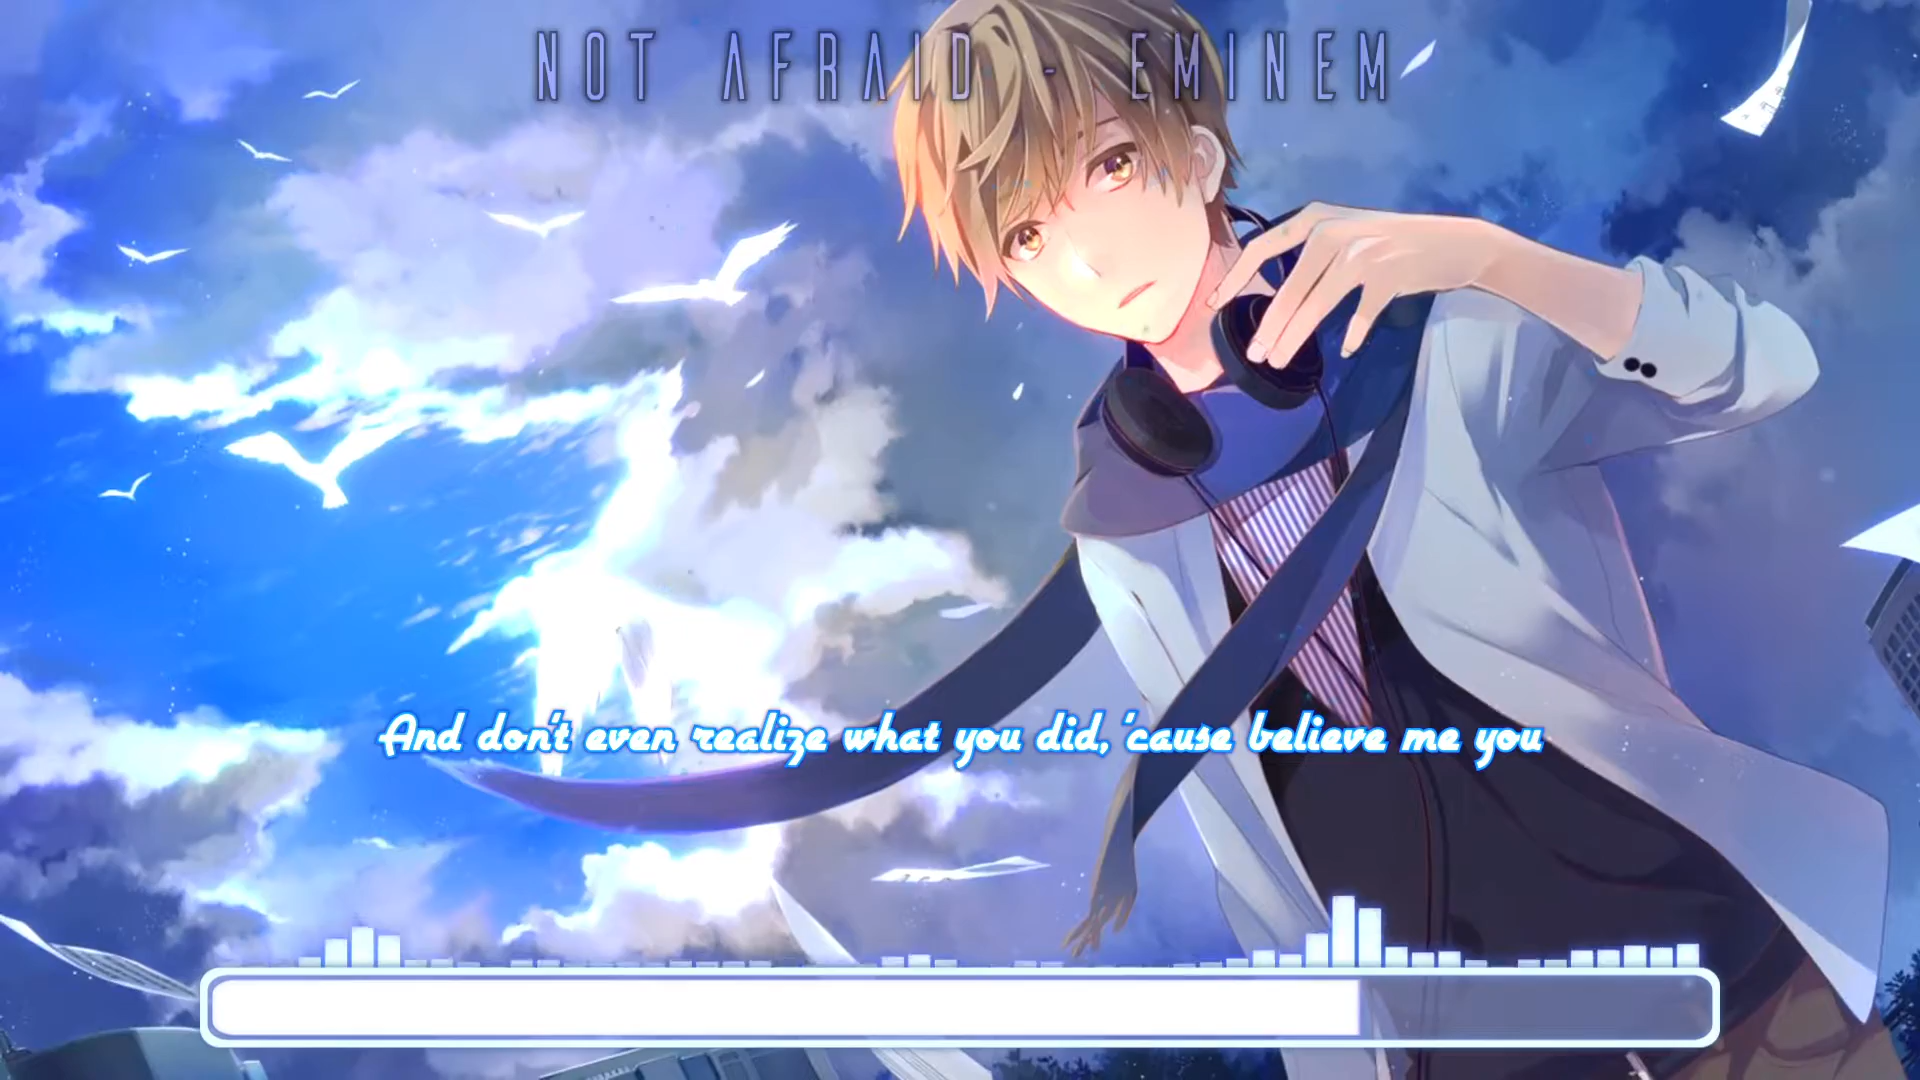 NOT AFRAID - EMINEM
And don't even realize what you did, 'cause believe me you